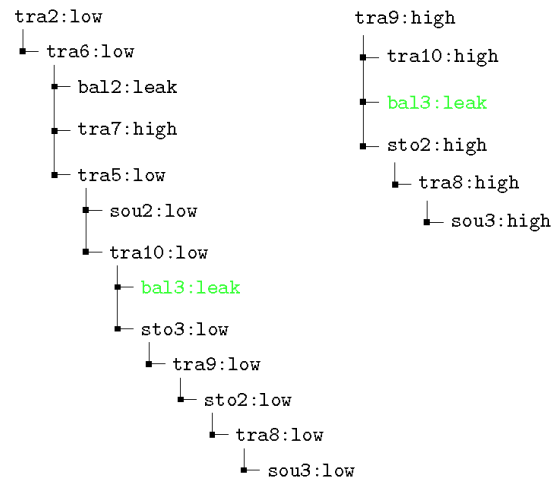 tra2:low
tra6:low
bal2:leak
tra7:high
tra5:low
sou2:low
tra10:low
bal3:leak
sto3:low
tra9:low
sto2:low
tra8:low
sou3:low
tra9:high
tra10:high
bal3:leak
sto2:high
tra8:high
sou3:high